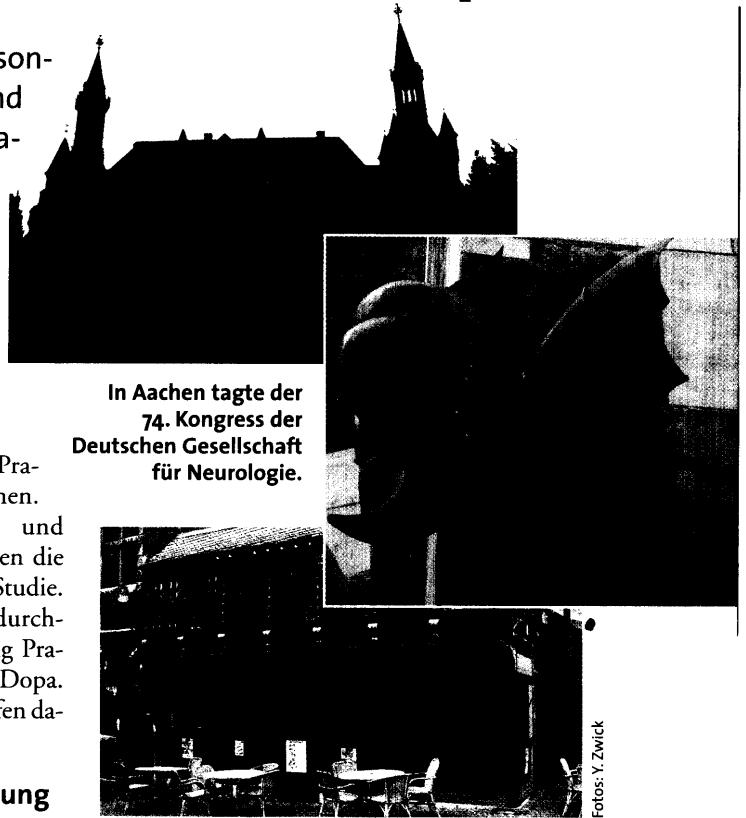 son-
nd
a-
In Aachen tagte der
74. Kongress der
Deutschen Gesellschaft
für Neurologie.
Pra-
nen.
und
en die
Studie.
durch-
g Pra-
Dopa.
fen da-
ung
Fotos: Y. Zwick